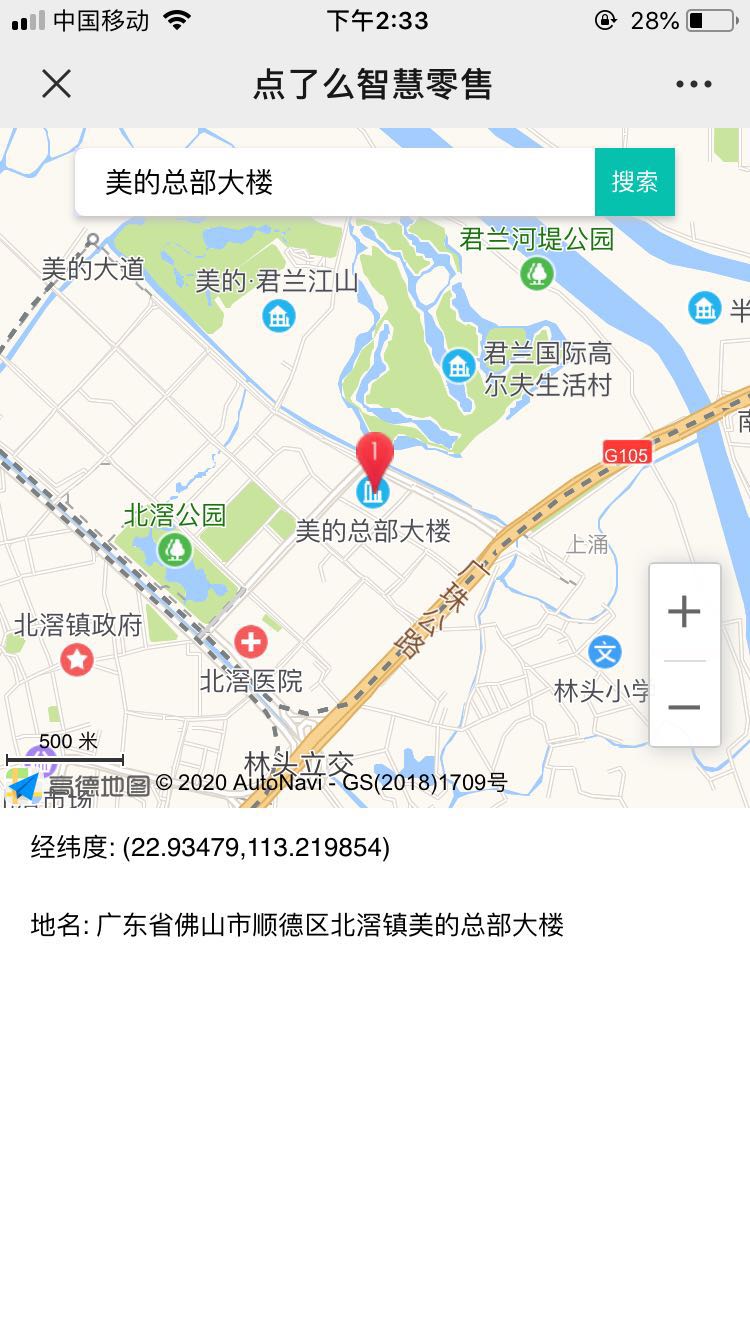 中国移动
下午2:33
28%
点了么智慧零售
美的总部大楼
搜索
君兰河堤公园
美的大道
美的·君兰江山
半
君兰国际高
尔夫生活村
南
G105
1
北滘公园
美的总部大楼
上涌
广珠公路
北滘镇政府
北滘医院
文
林头小学
500 米
林头立交
高德地图 © 2020 AutoNavi - GS(2018)1709号
市场
经纬度: (22.93479,113.219854)
地名: 广东省佛山市顺德区北滘镇美的总部大楼